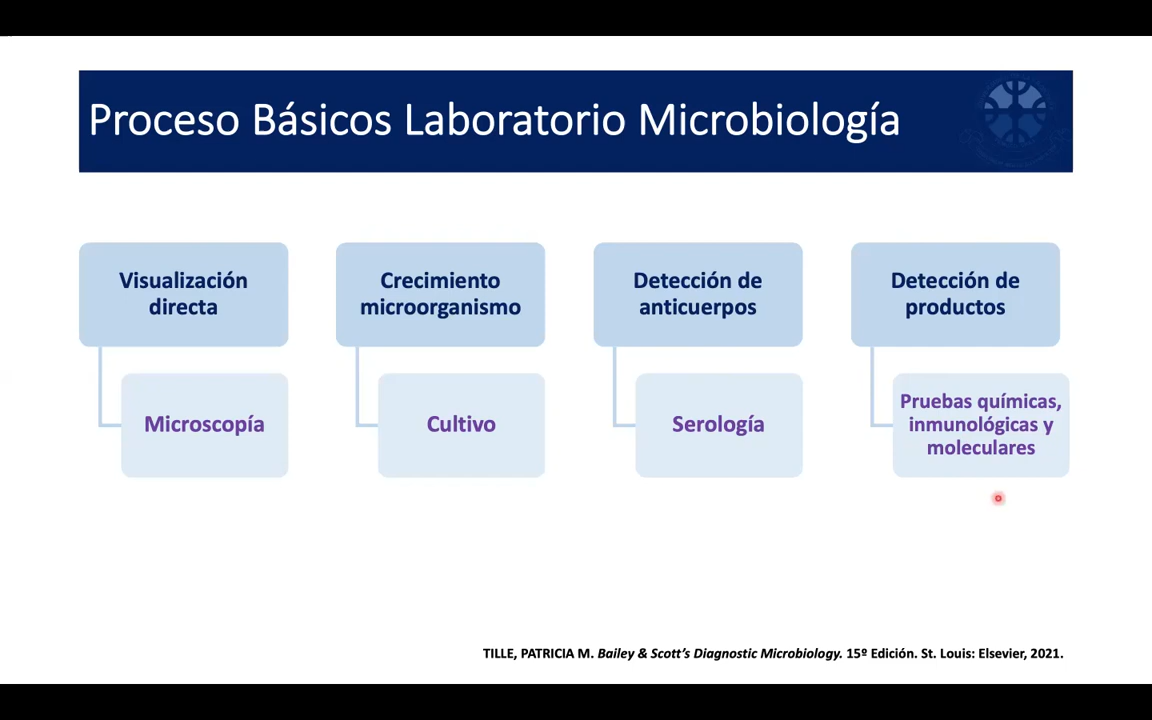 Proceso Básicos Laboratorio Microbiología
Visualización
directa
Microscopía
Crecimiento
microorganismo
Cultivo
Detección de
anticuerpos
Serología
Detección de
productos
Pruebas químicas,
inmunológicas y
moleculares
TILLE, PATRICIA M. Bailey & Scott’s Diagnostic Microbiology. 15º Edición. St. Louis: Elsevier, 2021.